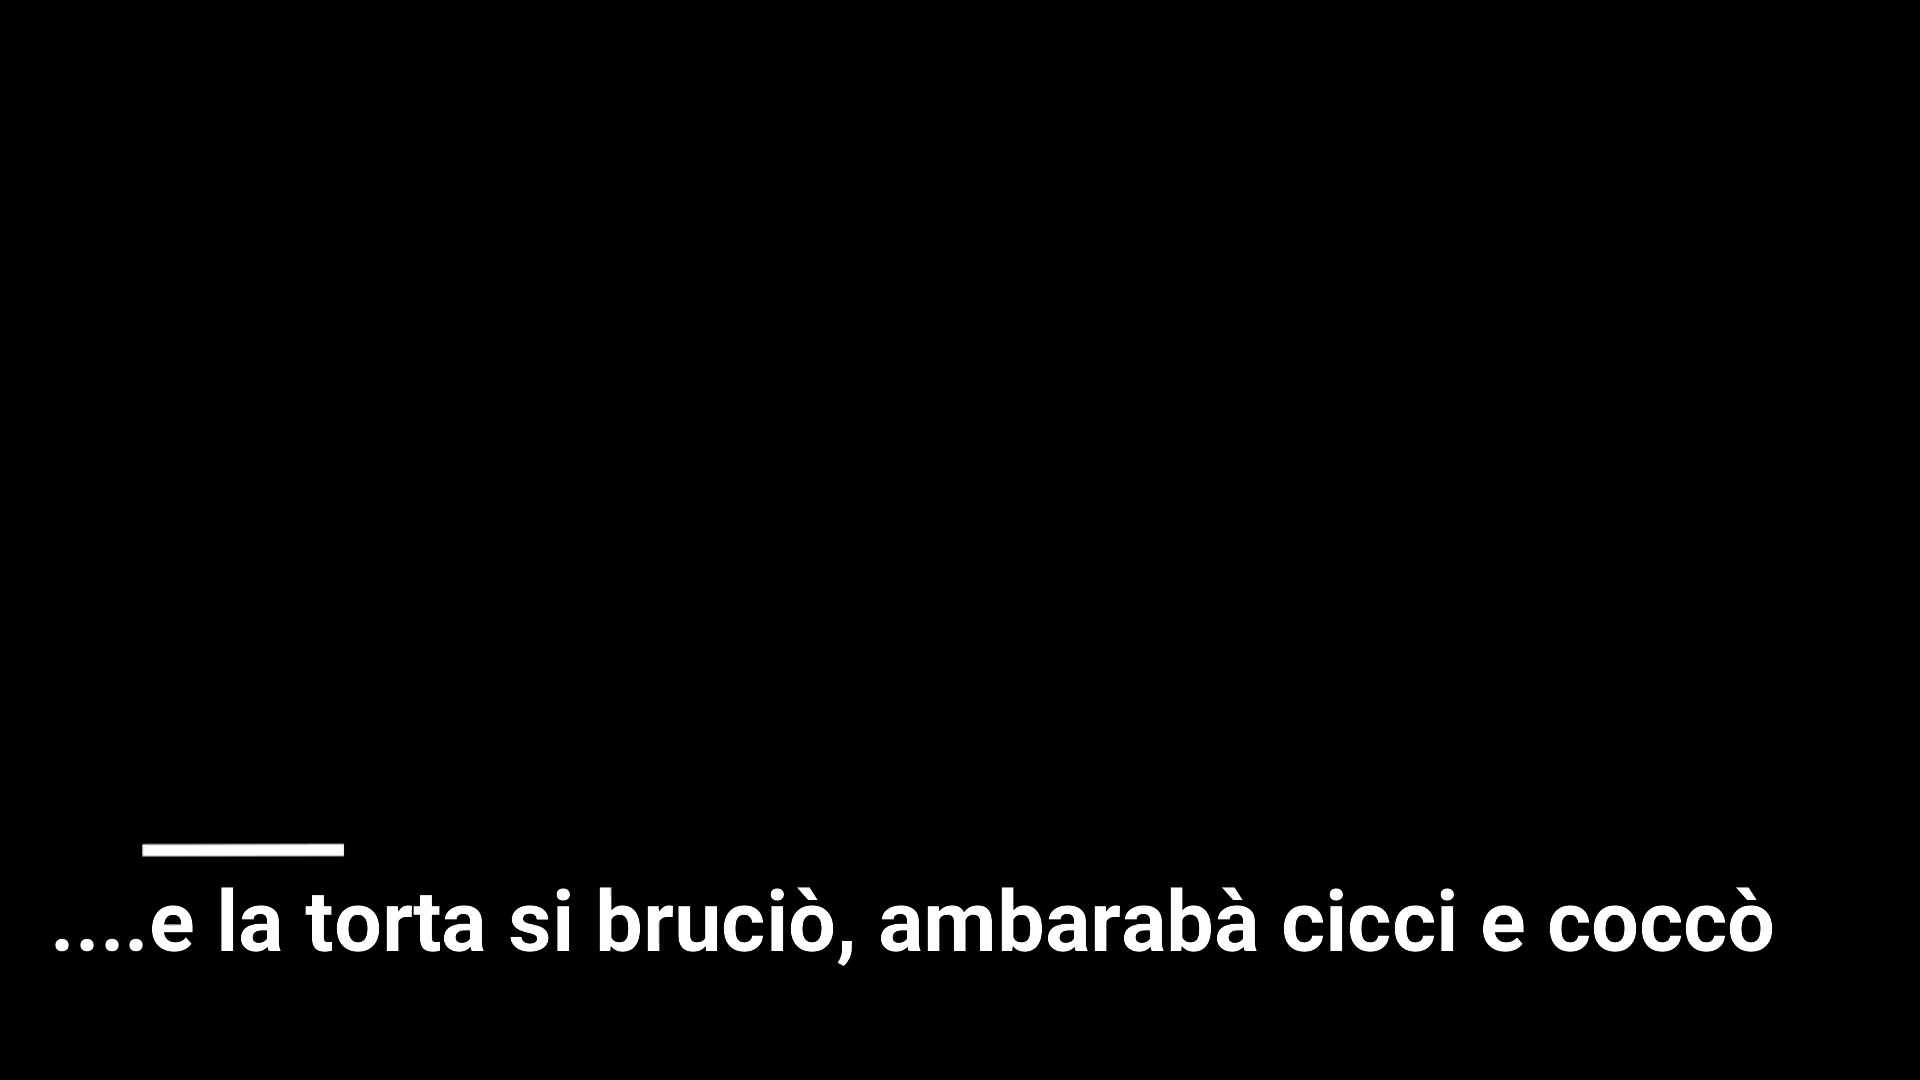 ....e la torta si bruciò, ambarabà cicci e coccò